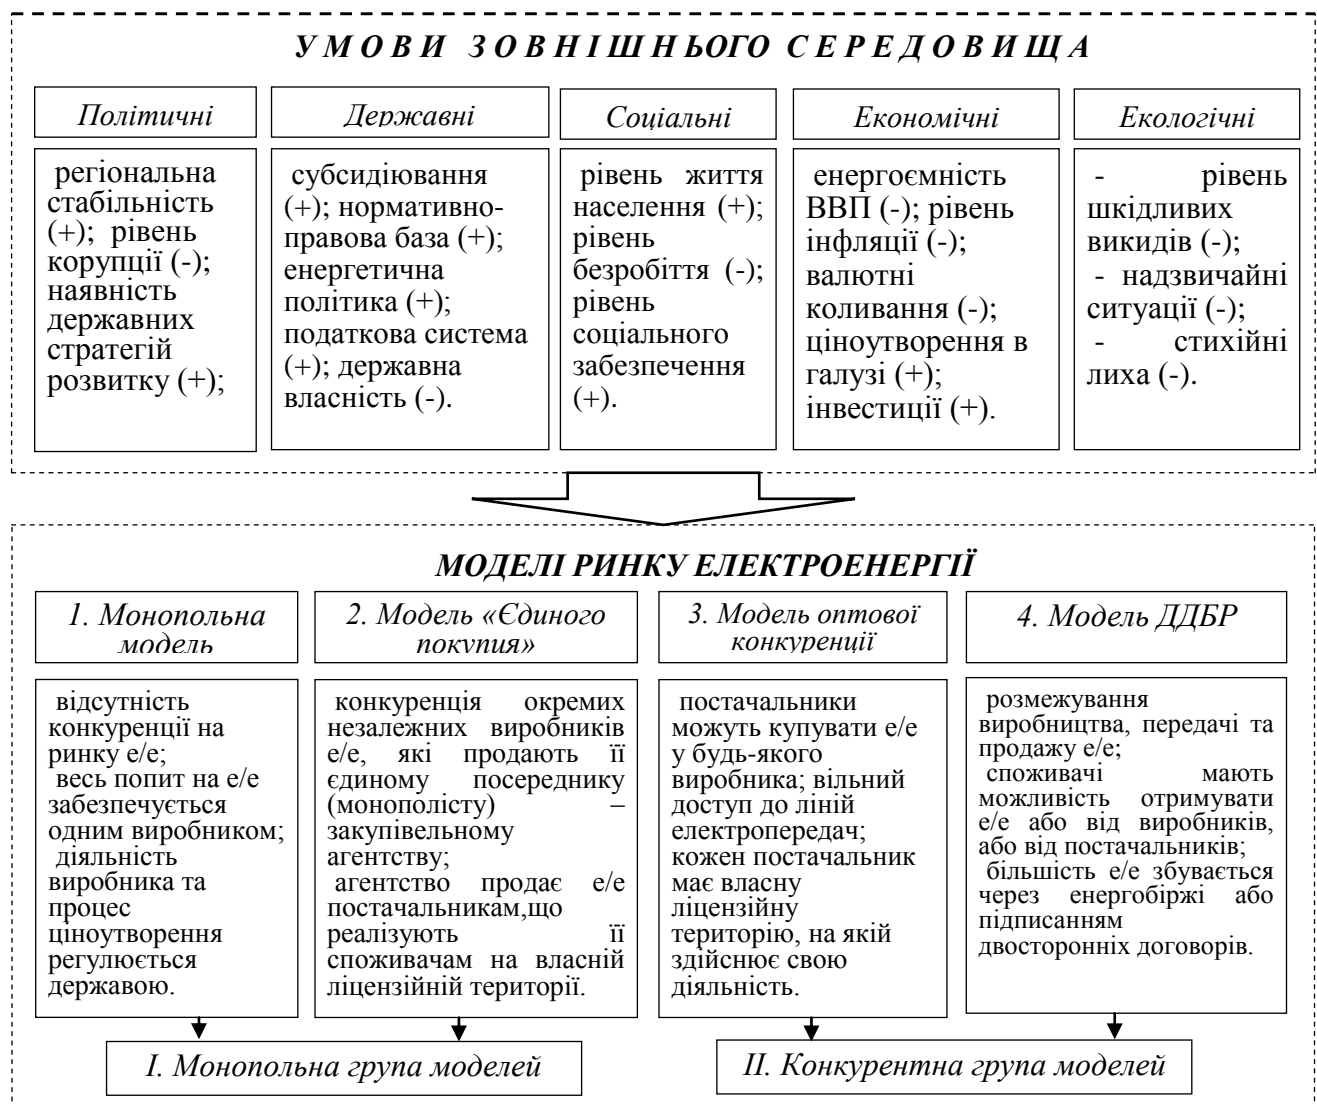 УМОВИ ЗОВНІШНЬОГО СЕРЕДОВИЩА
Політичні
регіональна
стабільність
(+); рівень
корупції (-);
наявність
державних
стратегій
розвитку (+);
Державні
субсидіювання
(+); нормативно-
правова база (+);
енергетична
політика (+);
податкова система
(+); державна
власність (-).
Соціальні
рівень життя
населення (+);
рівень
безробіття (-);
рівень
соціального
забезпечення
(+).
Економічні
енергоємність
ВВП (-); рівень
інфляції (-);
валютні
коливання (-);
ціноутворення в
галузі (+);
інвестиції (+).
Екологічні
- рівень
шкідливих
викидів (-);
- надзвичайні
ситуації (-);
- стихійні
лиха (-).
МОДЕЛІ РИНКУ ЕЛЕКТРОЕНЕРГІЇ
1. Монопольна
модель
відсутність
конкуренції на
ринку е/е;
весь попит на е/е
забезпечується
одним виробником;
діяльність
виробника та
процес
ціноутворення
регулюється
державою.
2. Модель «Єдиного
покупця»
конкуренція окремих
незалежних виробників
е/е, які продають її
єдиному посереднику
(монополісту) –
закупівельному
агентству;
агентство продає е/е
постачальникам,що
реалізують її
споживачам на власній
ліцензійній території.
3. Модель оптової
конкуренції
постачальники
можуть купувати е/е
у будь-якого
виробника; вільний
доступ до ліній
електропередач;
кожен постачальник
має власну
ліцензійну
територію, на якій
здійснює свою
діяльність.
4. Модель ДДБР
розмежування
виробництва, передачі та
продажу е/е;
споживачі мають
можливість отримувати
е/е або від виробників,
або від постачальників;
більшість е/е збувається
через енергобіржі або
підписанням
двосторонніх договорів.
І. Монопольна група моделей
ІІ. Конкурентна група моделей